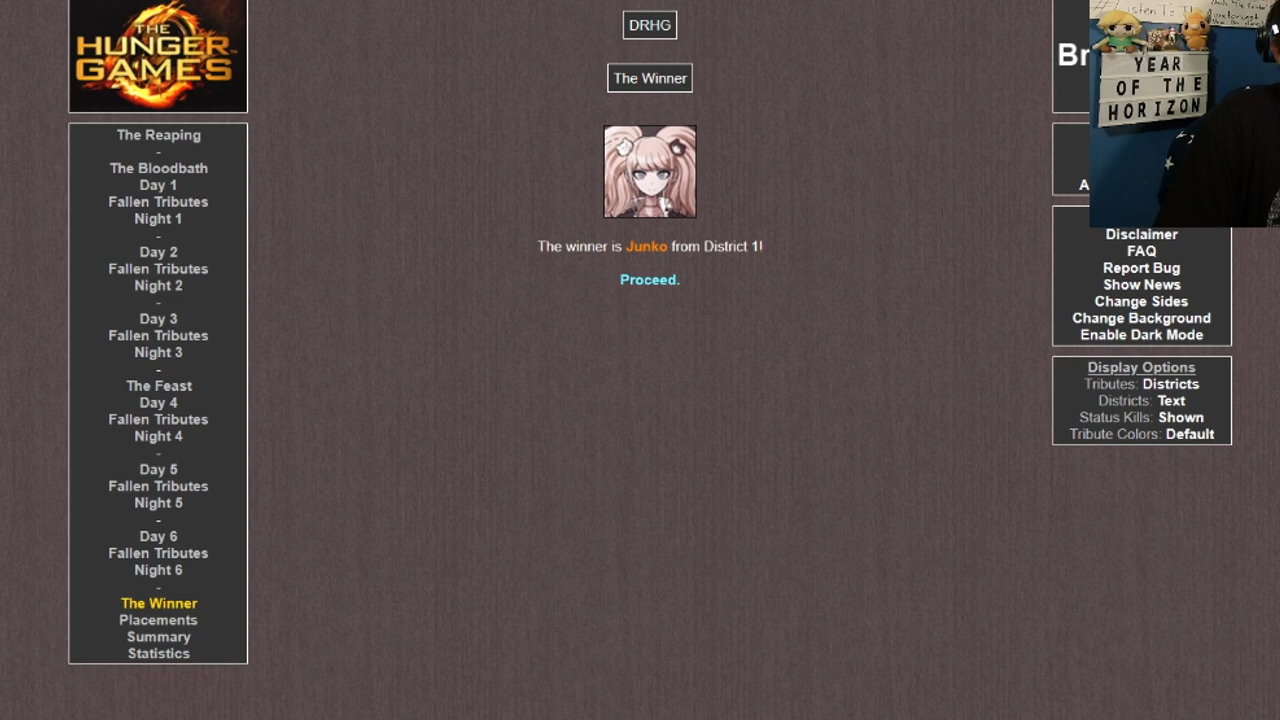 THE
HUNGER
GAMES
The Reaping
-
The Bloodbath
Day 1
Fallen Tributes
Night 1
-
Day 2
Fallen Tributes
Night 2
-
Day 3
Fallen Tributes
Night 3
-
The Feast
Day 4
Fallen Tributes
Night 4
-
Day 5
Fallen Tributes
Night 5
-
Day 6
Fallen Tributes
Night 6
-
The Winner
Placements
Summary
Statistics
DRHG
The Winner
The winner is Junko from District 1!
Proceed.
Br
A
YEAR
OF THE
HORIZON
Disclaimer
FAQ
Report Bug
Show News
Change Sides
Change Background
Enable Dark Mode
Display Options
Tributes: Districts
Districts: Text
Status Kills: Shown
Tribute Colors: Default